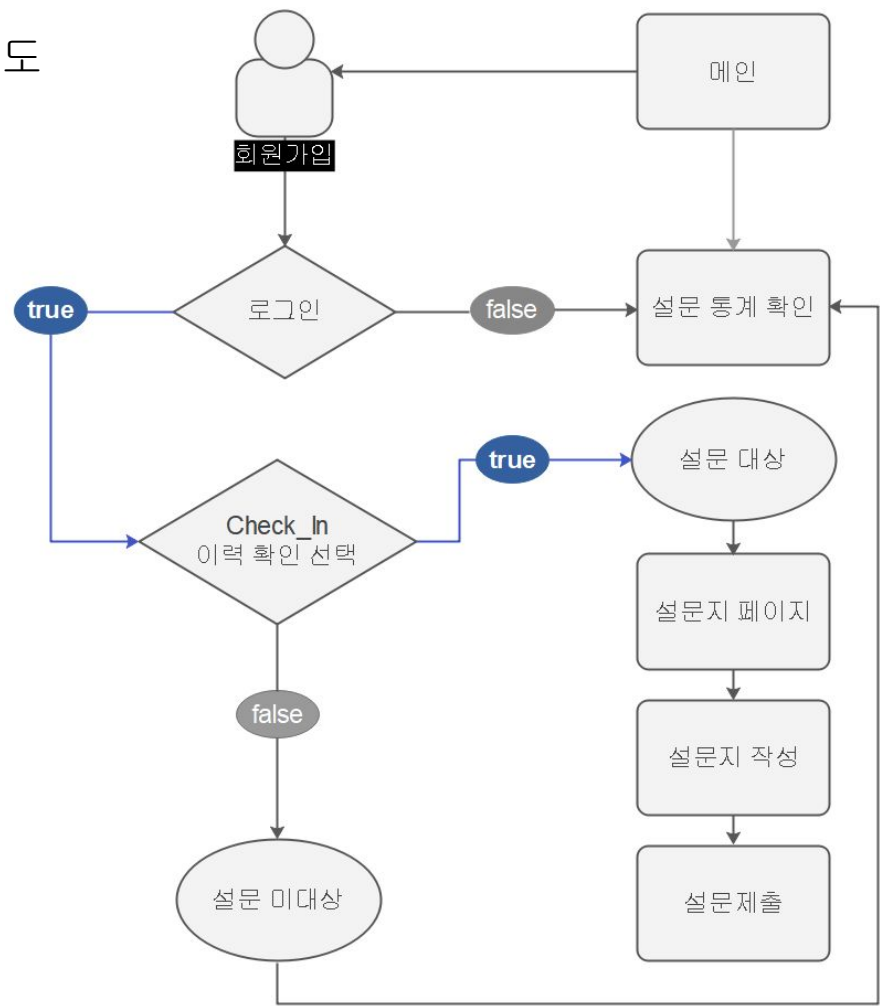 도
메인
회원가입
로그인
true
false
설문 통계 확인
true
설문 대상
Check_In
이력 확인 선택
설문지 페이지
false
설문지 작성
설문 미대상
설문제출